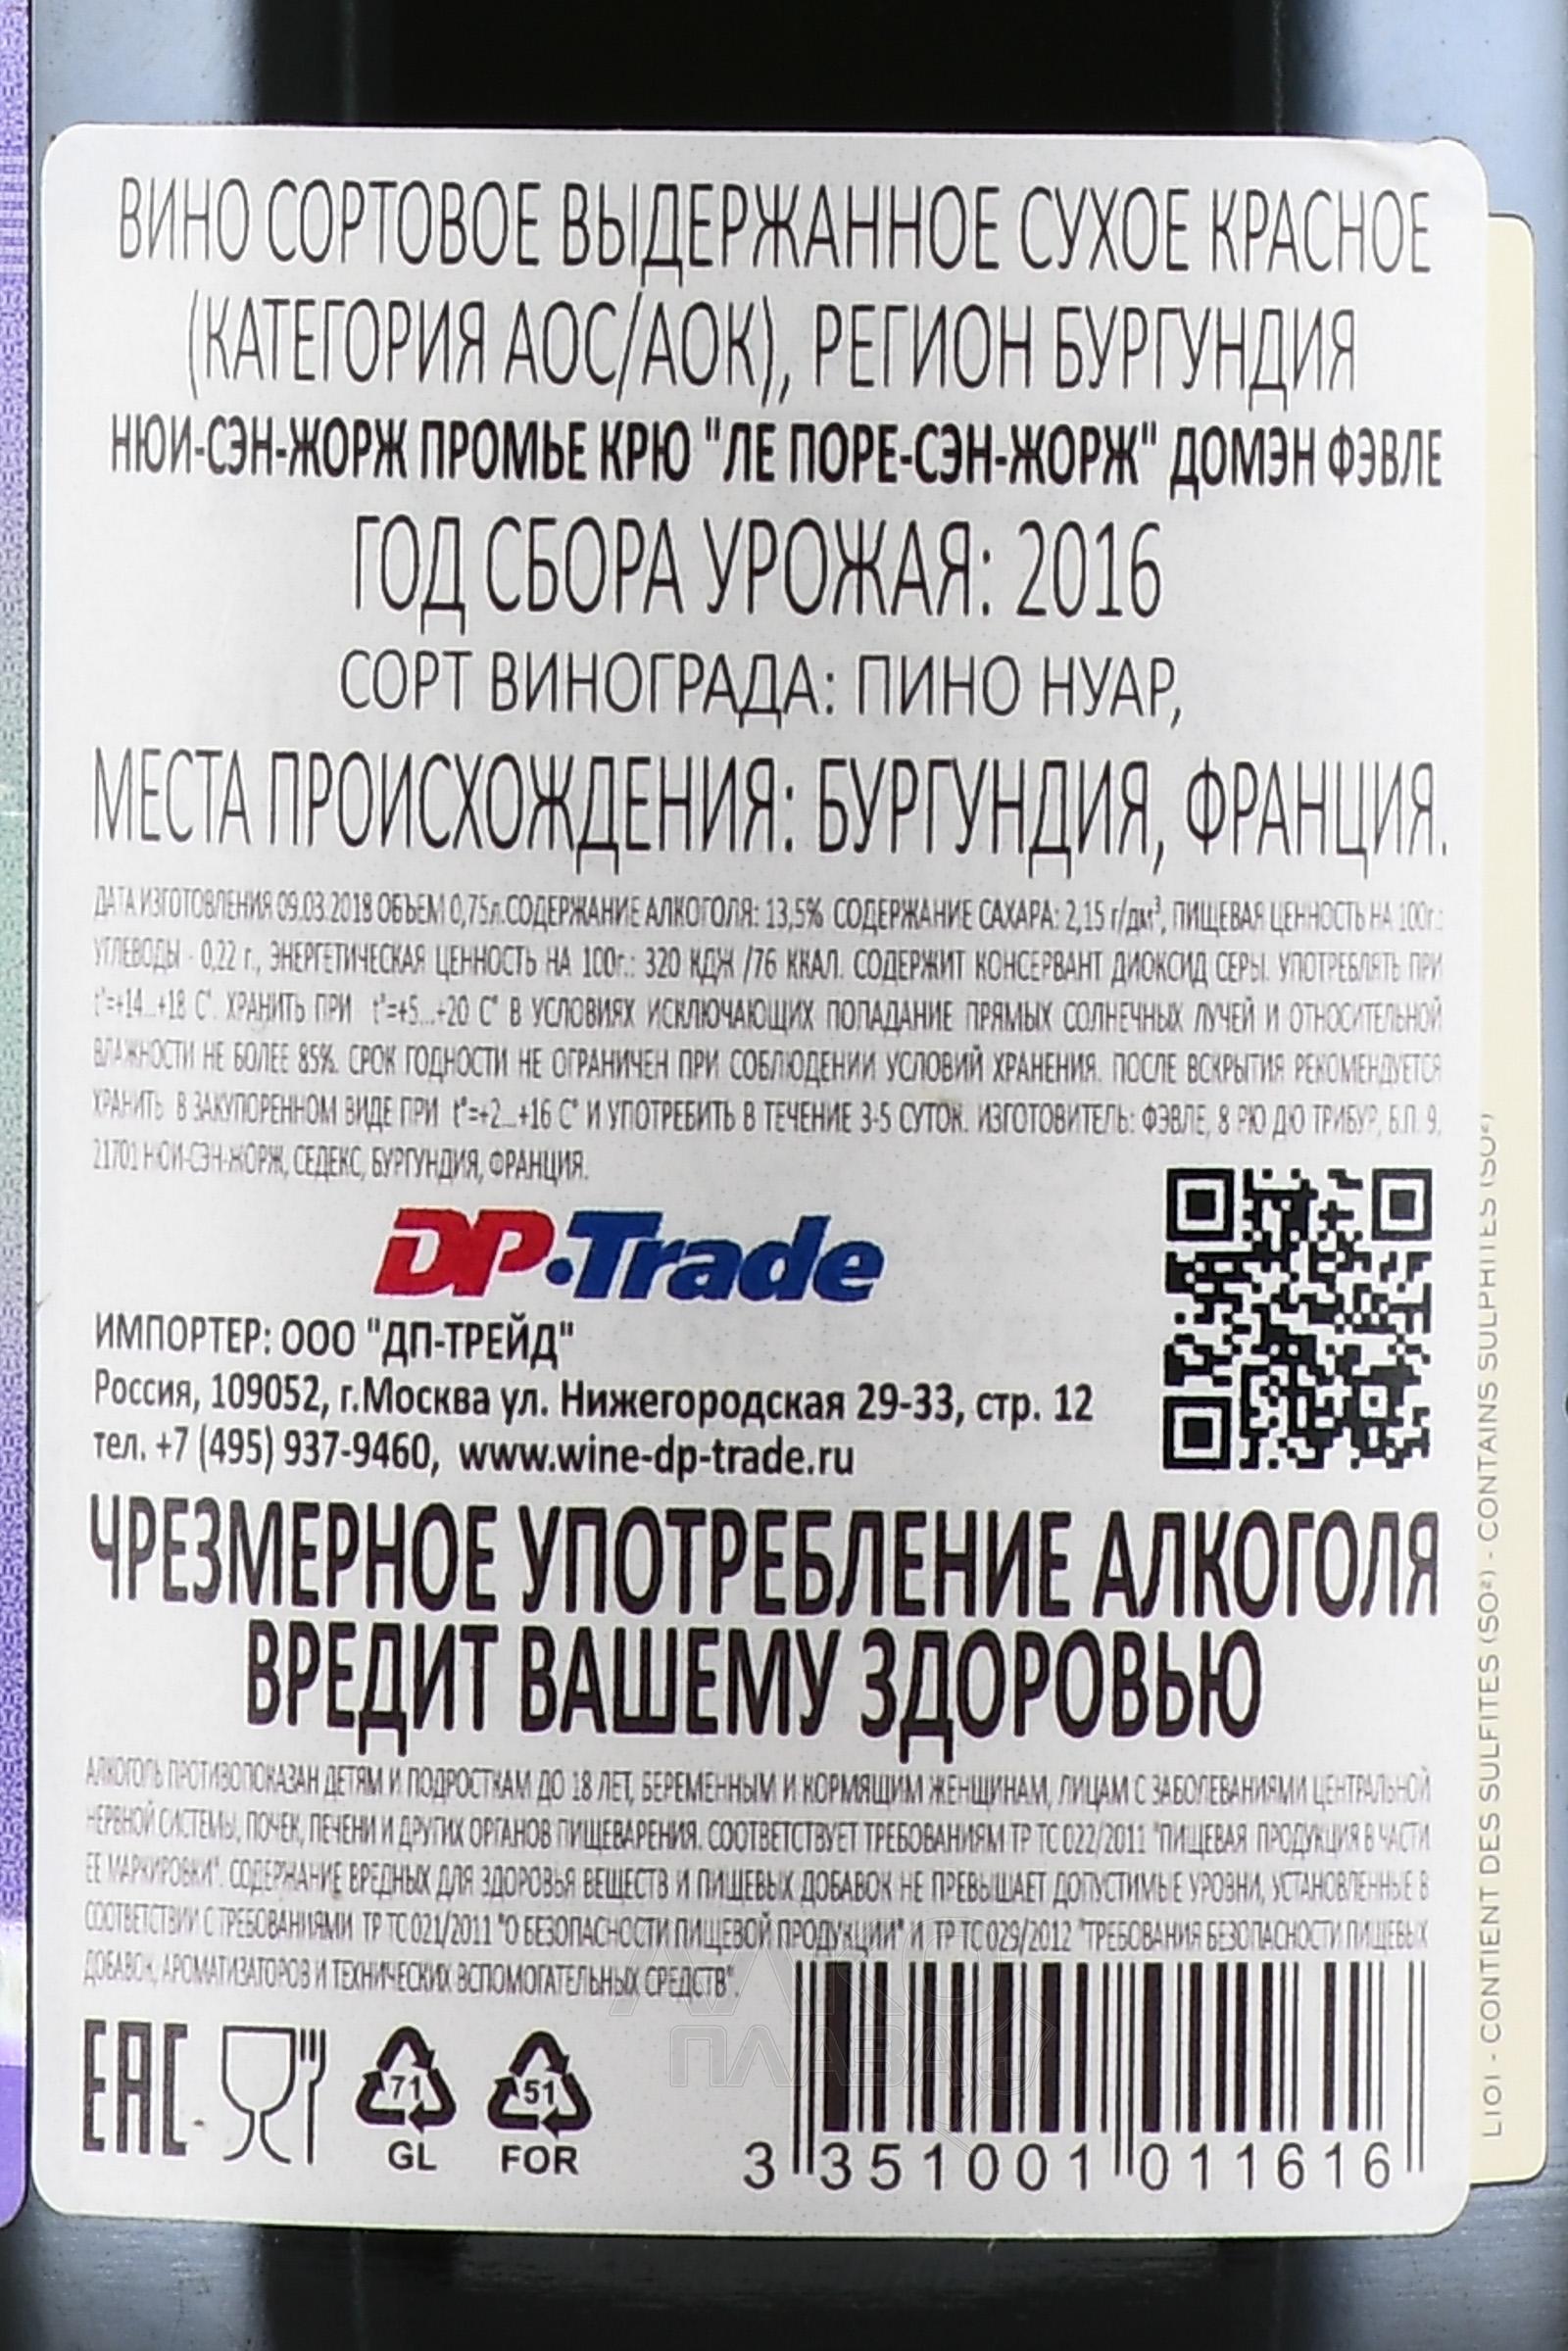 ВИНО СОРТОВОЕ ВЫДЕРЖАННОЕ СУХОЕ КРАСНОЕ
(КАТЕГОРИЯ АОС/АОК), РЕГИОН БУРГУНДИЯ
НЮИ-СЭН-ЖОРЖ ПРОМЬЕ КРЮ "ЛЕ ПОРЕ-СЭН-ЖОРЖ" ДОМЭН ФЭВЛЕ
ГОД СБОРА УРОЖАЯ: 2016
СОРТ ВИНОГРАДА: ПИНО НУАР,
МЕСТА ПРОИСХОЖДЕНИЯ: БУРГУНДИЯ, ФРАНЦИЯ.
ДАТА ИЗГОТОВЛЕНИЯ 09.03.2018 ОБЪЕМ 0,75л.СОДЕРЖАНИЕ АЛКОГОЛЯ: 13,5% СОДЕРЖАНИЕ САХАРА: 2,15 г/дм³, ПИЩЕВАЯ ЦЕННОСТЬ НА 100г.:
УГЛЕВОДЫ - 0,22 г., ЭНЕРГЕТИЧЕСКАЯ ЦЕННОСТЬ НА 100г.: 320 КДЖ /76 ККАЛ. СОДЕРЖИТ КОНСЕРВАНТ ДИОКСИД СЕРЫ. УПОТРЕБЛЯТЬ ПРИ
t°=+14...+18 С°. ХРАНИТЬ ПРИ t°=+5...+20 С° В УСЛОВИЯХ ИСКЛЮЧАЮЩИХ ПОПАДАНИЕ ПРЯМЫХ СОЛНЕЧНЫХ ЛУЧЕЙ И ОТНОСИТЕЛЬНОЙ
ВЛАЖНОСТИ НЕ БОЛЕЕ 85%. СРОК ГОДНОСТИ НЕ ОГРАНИЧЕН ПРИ СОБЛЮДЕНИИ УСЛОВИЙ ХРАНЕНИЯ. ПОСЛЕ ВСКРЫТИЯ РЕКОМЕНДУЕТСЯ
ХРАНИТЬ В ЗАКУПОРЕННОМ ВИДЕ ПРИ t°=+2...+16 С° И УПОТРЕБИТЬ В ТЕЧЕНИЕ 3-5 СУТОК. ИЗГОТОВИТЕЛЬ: ФЭВЛЕ, 8 РЮ ДЮ ТРИБУР, Б.П. 9,
21701 НЮИ-СЭН-ЖОРЖ, СЕДЕКС, БУРГУНДИЯ, ФРАНЦИЯ.
DP·Trade
ИМПОРТЕР: ООО "ДП-ТРЕЙД"
Россия, 109052, г.Москва ул. Нижегородская 29-33, стр. 12
тел. +7 (495) 937-9460, www.wine-dp-trade.ru
ЧРЕЗМЕРНОЕ УПОТРЕБЛЕНИЕ АЛКОГОЛЯ
ВРЕДИТ ВАШЕМУ ЗДОРОВЬЮ
АЛКОГОЛЬ ПРОТИВОПОКАЗАН ДЕТЯМ И ПОДРОСТКАМ ДО 18 ЛЕТ, БЕРЕМЕННЫМ И КОРМЯЩИМ ЖЕНЩИНАМ, ЛИЦАМ С ЗАБОЛЕВАНИЯМИ ЦЕНТРАЛЬНОЙ
НЕРВНОЙ СИСТЕМЫ, ПОЧЕК, ПЕЧЕНИ И ДРУГИХ ОРГАНОВ ПИЩЕВАРЕНИЯ. СООТВЕТСТВУЕТ ТРЕБОВАНИЯМ ТР ТС 022/2011 "ПИЩЕВАЯ ПРОДУКЦИЯ В ЧАСТИ
ЕЕ МАРКИРОВКИ". СОДЕРЖАНИЕ ВРЕДНЫХ ДЛЯ ЗДОРОВЬЯ ВЕЩЕСТВ И ПИЩЕВЫХ ДОБАВОК НЕ ПРЕВЫШАЕТ ДОПУСТИМЫЕ УРОВНИ, УСТАНОВЛЕННЫЕ В
СООТВЕТСТВИИ С ТРЕБОВАНИЯМИ ТР ТС 021/2011 "О БЕЗОПАСНОСТИ ПИЩЕВОЙ ПРОДУКЦИИ" И ТР ТС 029/2012 "ТРЕБОВАНИЯ БЕЗОПАСНОСТИ ПИЩЕВЫХ
ДОБАВОК, АРОМАТИЗАТОРОВ И ТЕХНИЧЕСКИХ ВСПОМОГАТЕЛЬНЫХ СРЕДСТВ".
EAC
71
GL
51
FOR
3 351001 011616
L101 - CONTIENT DES SULFITES (SO²) - CONTAINS SULPHITES (SO²)
АЛКО
ПЛАЗА